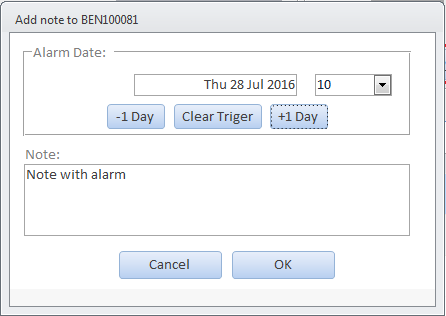 Add note to BEN100081
Alarm Date:
Thu 28 Jul 2016 10
-1 Day Clear Triger +1 Day
Note:
Note with alarm
Cancel OK